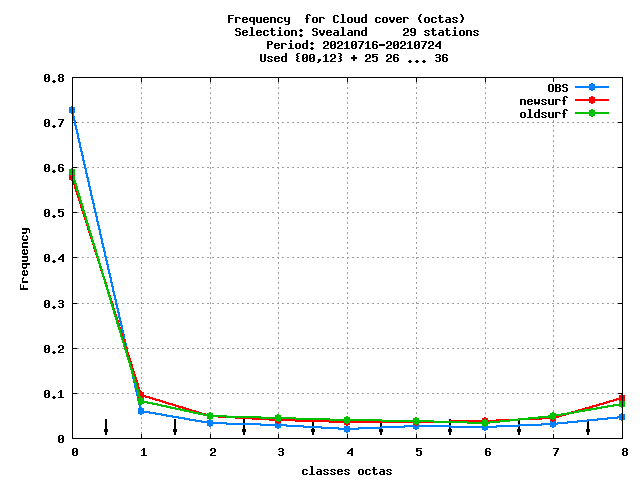 Frequency  for Cloud cover (octas)
Selection: Svealand     29 stations
Period: 20210716-20210724
Used {00,12} + 25 26 ... 36
OBS
newsurf
oldsurf
0.8
0.7
0.6
0.5
0.4
0.3
0.2
0.1
0
Frequency
0 1 2 3 4 5 6 7 8
classes octas